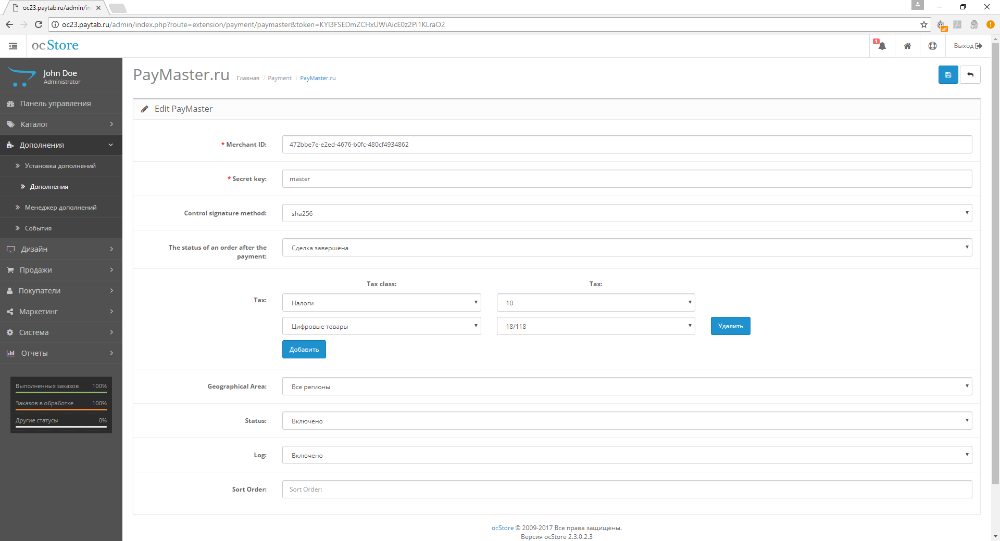 oc23.paytab.ru/admin/in
oc23.paytab.ru/admin/index.php?route=extension/payment/paymaster&token=KYI3FSEDmZCHxUWiAicE0z2Pi1KLraO2
off
ocStore
1
Выход
John Doe
Administrator
Панель управления
Каталог
Дополнения
Установка дополнений
Дополнения
Менеджер дополнений
События
Дизайн
Продажи
Покупатели
Маркетинг
Система
Отчеты
Выполненных заказов 100%
Заказов в обработке 100%
Другие статусы 0%
PayMaster.ru Главная / Payment / PayMaster.ru
Edit PayMaster
* Merchant ID: 472bbe7e-e2ed-4676-b0fc-480cf4934862
* Secret key: master
Control signature method: sha256
The status of an order after the
payment:
Сделка завершена
Tax class: Tax:
Tax: Налоги 10
Цифровые товары 18/118 Удалить
Добавить
Geographical Area: Все регионы
Status: Включено
Log: Включено
Sort Order: Sort Order:
ocStore © 2009-2017 Все права защищены.
Версия ocStore 2.3.0.2.3